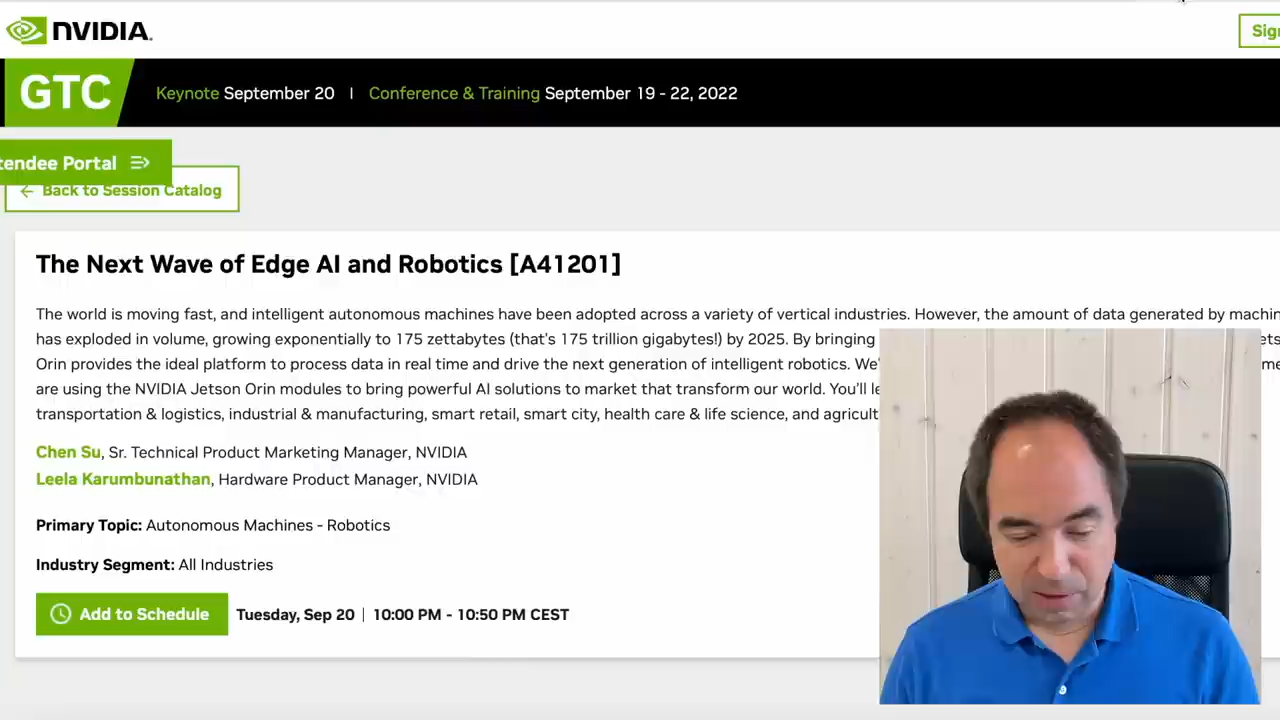 NVIDIA.
Sign
GTC
Keynote September 20 | Conference & Training September 19 - 22, 2022
tendee Portal
← Back to Session Catalog
The Next Wave of Edge AI and Robotics [A41201]
The world is moving fast, and intelligent autonomous machines have been adopted across a variety of vertical industries. However, the amount of data generated by machin
has exploded in volume, growing exponentially to 175 zettabytes (that's 175 trillion gigabytes!) by 2025. By bringing
Orin provides the ideal platform to process data in real time and drive the next generation of intelligent robotics. We'
are using the NVIDIA Jetson Orin modules to bring powerful AI solutions to market that transform our world. You'll le
transportation & logistics, industrial & manufacturing, smart retail, smart city, health care & life science, and agricult
Chen Su, Sr. Technical Product Marketing Manager, NVIDIA
Leela Karumbunathan, Hardware Product Manager, NVIDIA
Primary Topic: Autonomous Machines - Robotics
Industry Segment: All Industries
Add to Schedule Tuesday, Sep 20 | 10:00 PM - 10:50 PM CEST